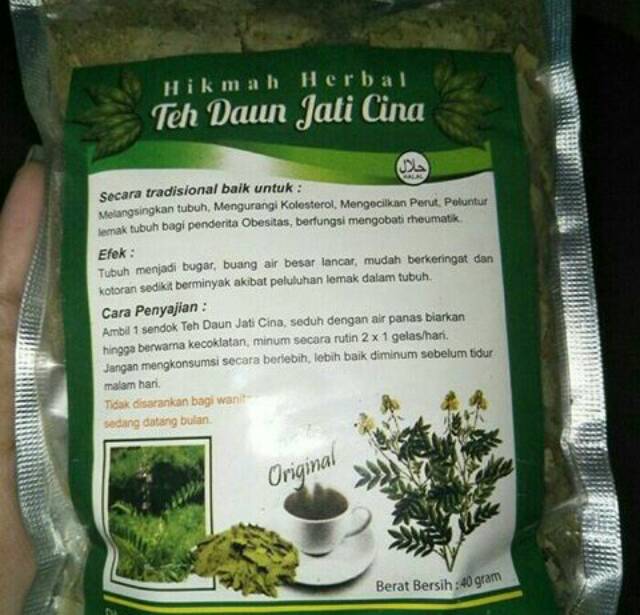 Hikmah Herbal
Teh Daun Jati Cina
حلال
HALAL
Secara tradisional baik untuk :
Melangsingkan tubuh, Mengurangi Kolesterol, Mengecilkan Perut, Peluntur
lemak tubuh bagi penderita Obesitas, berfungsi mengobati rheumatik.
Efek :
Tubuh menjadi bugar, buang air besar lancar, mudah berkeringat dan
kotoran sedikit berminyak akibat peluluhan lemak dalam tubuh.
Cara Penyajian :
Ambil 1 sendok Teh Daun Jati Cina, seduh dengan air panas biarkan
hingga berwarna kecoklatan, minum secara rutin 2 x 1 gelas/hari.
Jangan mengkonsumsi secara berlebih, lebih baik diminum sebelum tidur
malam hari.
Tidak disarankan bagi
sedang datang bulan.
Original
Berat Bersih : 40 gram